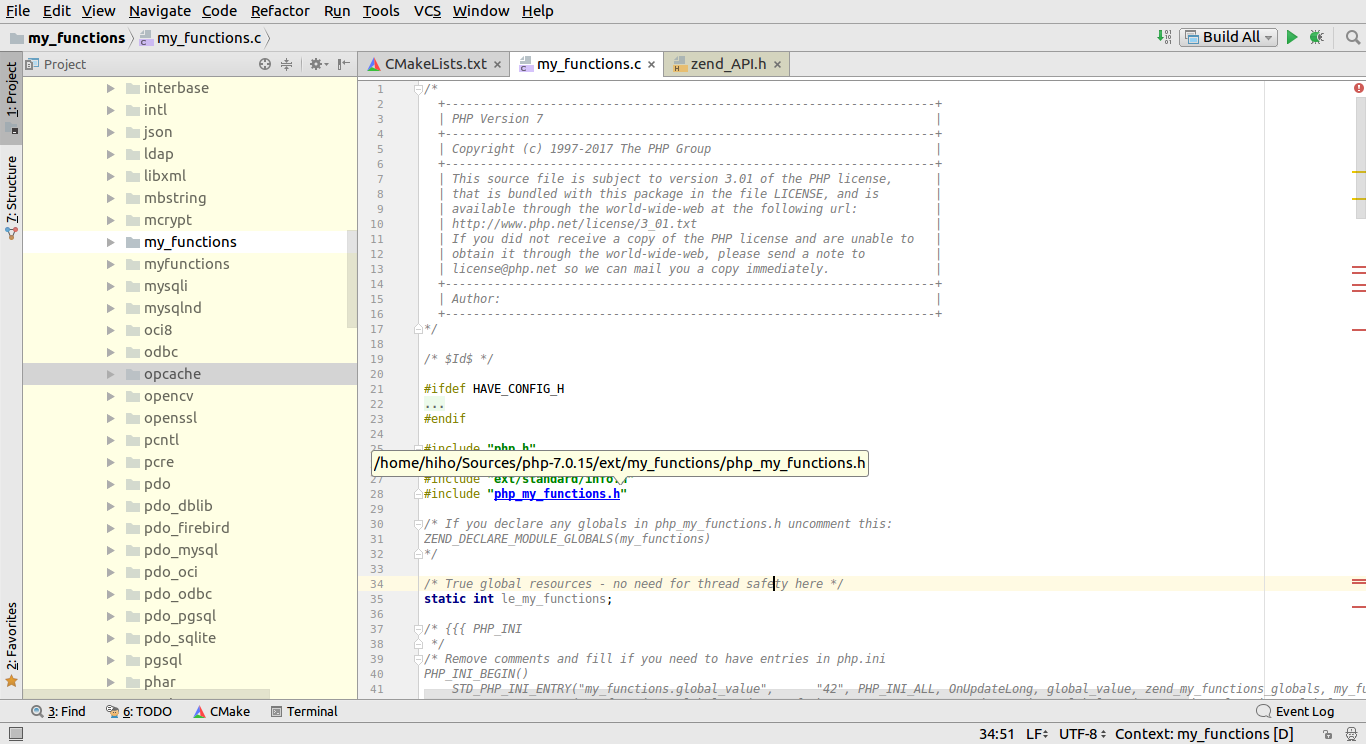 File Edit View Navigate Code Refactor Run Tools VCS Window Help
my_functions my_functions.c Build All
1: Project
7: Structure
2: Favorites
Project
interbase
intl
json
ldap
libxml
mbstring
mcrypt
my_functions
myfunctions
mysqli
mysqlnd
oci8
odbc
opcache
opencv
openssl
pcntl
pcre
pdo
pdo_dblib
pdo_firebird
pdo_mysql
pdo_oci
pdo_odbc
pdo_pgsql
pdo_sqlite
pgsql
phar
CMakeLists.txt × my_functions.c × zend_API.h ×
1 /*
2 +----------------------------------------------------------------------+
3 | PHP Version 7 |
4 +----------------------------------------------------------------------+
5 | Copyright (c) 1997-2017 The PHP Group |
6 +----------------------------------------------------------------------+
7 | This source file is subject to version 3.01 of the PHP license, |
8 | that is bundled with this package in the file LICENSE, and is |
9 | available through the world-wide-web at the following url: |
10 | http://www.php.net/license/3_01.txt |
11 | If you did not receive a copy of the PHP license and are unable to |
12 | obtain it through the world-wide-web, please send a note to |
13 | license@php.net so we can mail you a copy immediately. |
14 +----------------------------------------------------------------------+
15 | Author: |
16 +----------------------------------------------------------------------+
17 */
18
19 /* $Id$ */
20
21 #ifdef HAVE_CONFIG_H
22 ...
23 #endif
24
25 #include "php.h"
/home/hiho/Sources/php-7.0.15/ext/my_functions/php_my_functions.h
27 #include "ext/standard/info.h"
28 #include "php_my_functions.h"
29
30 /* If you declare any globals in php_my_functions.h uncomment this:
31 ZEND_DECLARE_MODULE_GLOBALS(my_functions)
32 */
33
34 /* True global resources - no need for thread safety here */
35 static int le_my_functions;
36
37 /* {{{ PHP_INI
38 */
39 /* Remove comments and fill if you need to have entries in php.ini
40 PHP_INI_BEGIN()
41 STD_PHP_INI_ENTRY("my_functions.global_value", "42", PHP_INI_ALL, OnUpdateLong, global_value, zend_my_functions_globals, my_fu
3: Find 6: TODO CMake Terminal Event Log
34:51 LF UTF-8 Context: my_functions [D]